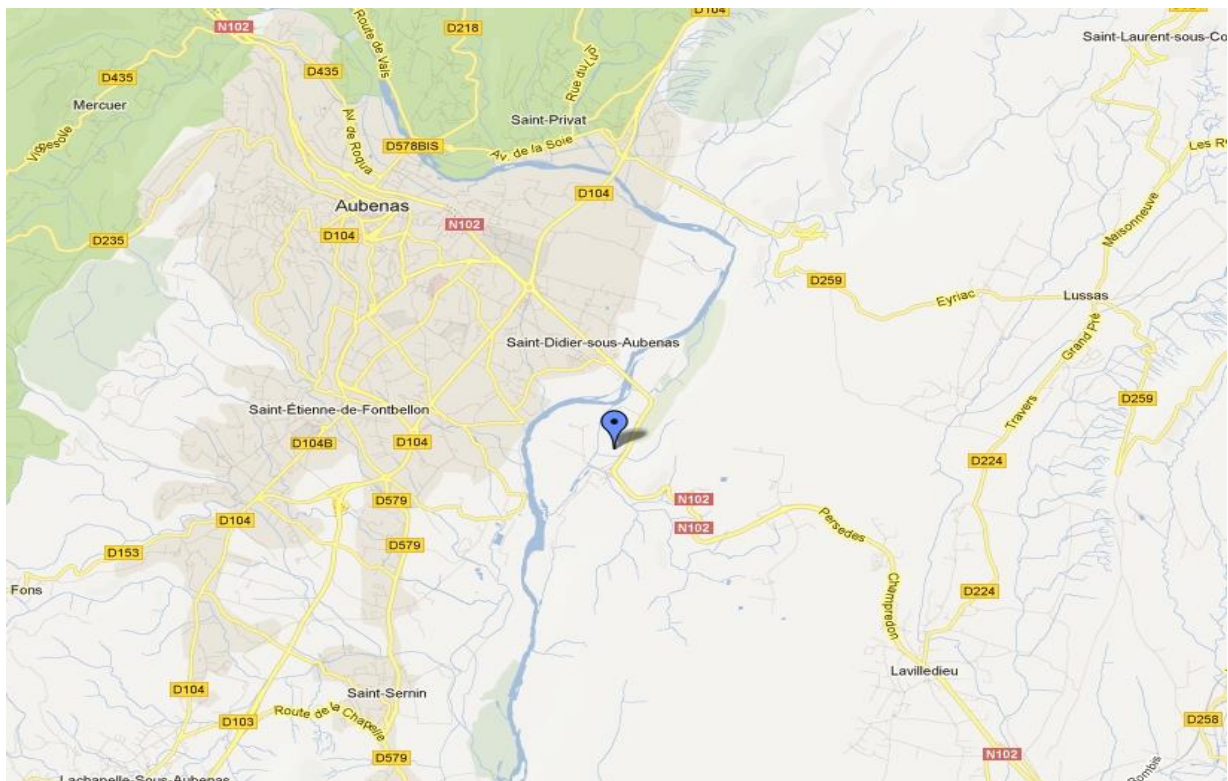 D104
N102
Route de Vals
D218
Saint-Laurent-sous-Co
D435
D435
Rue du
Mercuer
Saint-Privat
Av de Roqua
D578BIS
Av. de la Soie
Les Re
D104
Aubenas
N102
D104
D235
Maisonneuve
D259
Eyriac
Lussas
Grand Pré
Saint-Didier-sous-Aubenas
D259
Saint-Étienne-de-Fontbellon
Travers
D104B
D104
D224
D579
N102
D104
N102
Persedes
D579
D153
Fons
D224
Champredon
Lavilledieu
D104
Saint-Sernin
Route de la Chapelle
D103
D258
D579
N102
Lachapelle-Sous-Aubenas